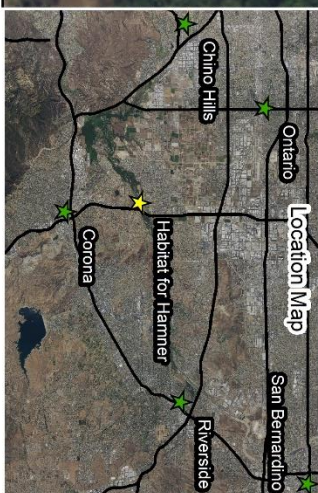 Location Map
Ontario
San Bernardino
Chino Hills
Habitat for Hamner
Riverside
Corona